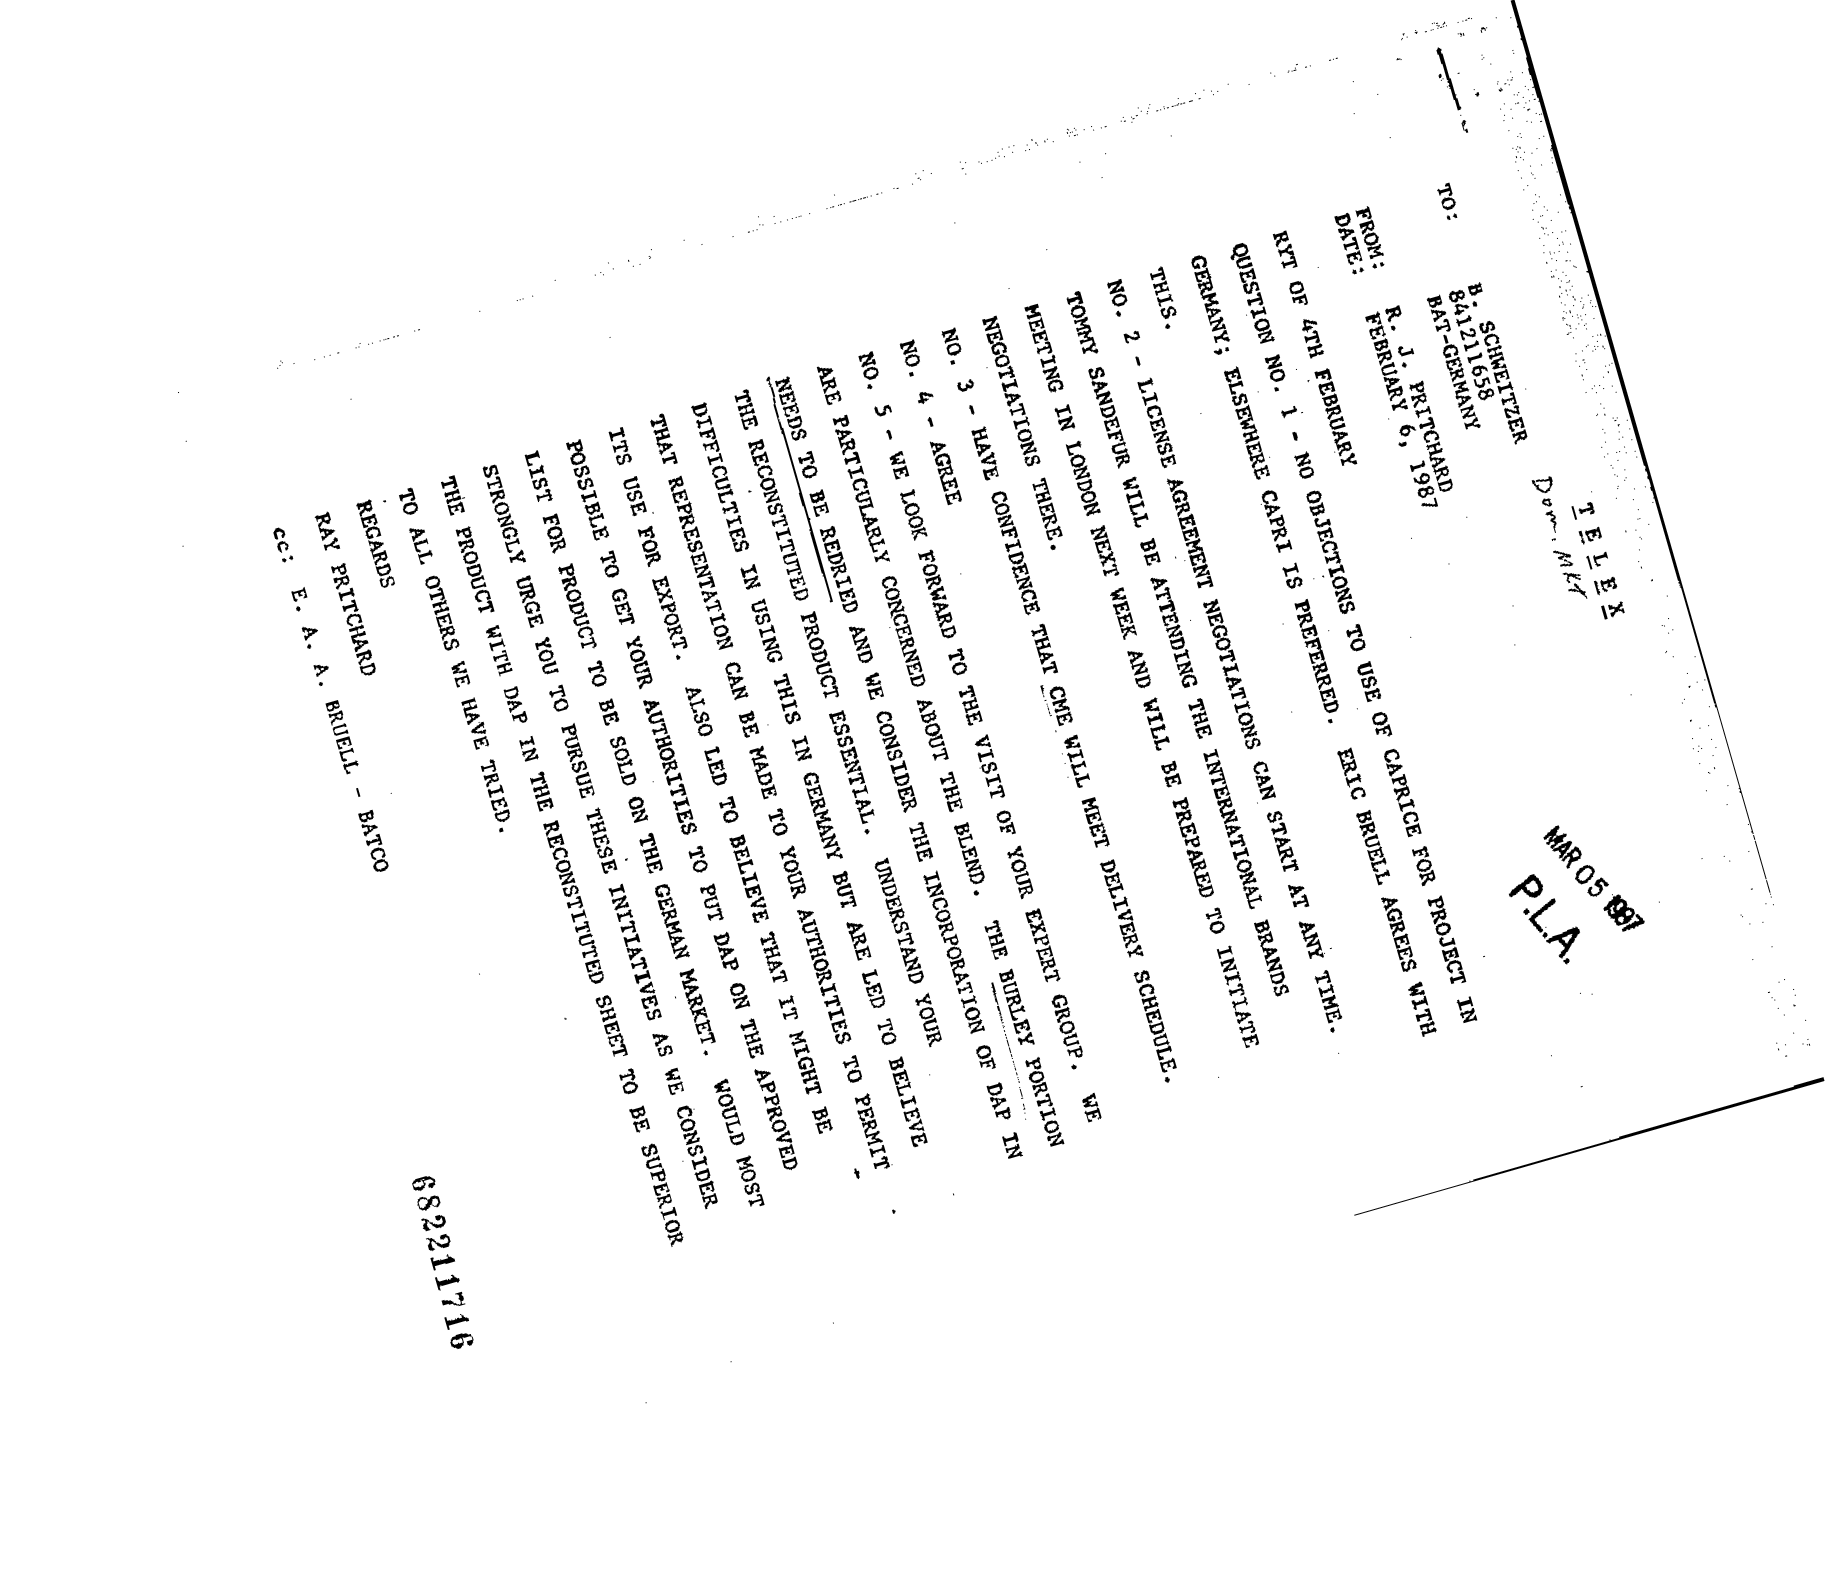 T E L E X
Dom. MKT
MAR 05 1987
P.L.A.
TO: B. SCHWEITZER
841211658
BAT-GERMANY
FROM: R. J. PRITCHARD
DATE: FEBRUARY 6, 1987
RYT OF 4TH FEBRUARY
QUESTION NO. 1 - NO OBJECTIONS TO USE OF CAPRICE FOR PROJECT IN
GERMANY; ELSEWHERE CAPRI IS PREFERRED. ERIC BRUELL AGREES WITH
THIS.
NO. 2 - LICENSE AGREEMENT NEGOTIATIONS CAN START AT ANY TIME.
TOMMY SANDEFUR WILL BE ATTENDING THE INTERNATIONAL BRANDS
MEETING IN LONDON NEXT WEEK AND WILL BE PREPARED TO INITIATE
NEGOTIATIONS THERE.
NO. 3 - HAVE CONFIDENCE THAT CME WILL MEET DELIVERY SCHEDULE.
NO. 4 - AGREE
NO. 5 - WE LOOK FORWARD TO THE VISIT OF YOUR EXPERT GROUP. WE
ARE PARTICULARLY CONCERNED ABOUT THE BLEND. THE BURLEY PORTION
NEEDS TO BE REDRIED AND WE CONSIDER THE INCORPORATION OF DAP IN
THE RECONSTITUTED PRODUCT ESSENTIAL. UNDERSTAND YOUR
DIFFICULTIES IN USING THIS IN GERMANY BUT ARE LED TO BELIEVE
THAT REPRESENTATION CAN BE MADE TO YOUR AUTHORITIES TO PERMIT
ITS USE FOR EXPORT. ALSO LED TO BELIEVE THAT IT MIGHT BE
POSSIBLE TO GET YOUR AUTHORITIES TO PUT DAP ON THE APPROVED
LIST FOR PRODUCT TO BE SOLD ON THE GERMAN MARKET. WOULD MOST
STRONGLY URGE YOU TO PURSUE THESE INITIATIVES AS WE CONSIDER
THE PRODUCT WITH DAP IN THE RECONSTITUTED SHEET TO BE SUPERIOR
TO ALL OTHERS WE HAVE TRIED.
REGARDS
RAY PRITCHARD
cc: E. A. A. BRUELL - BATCO
682211716